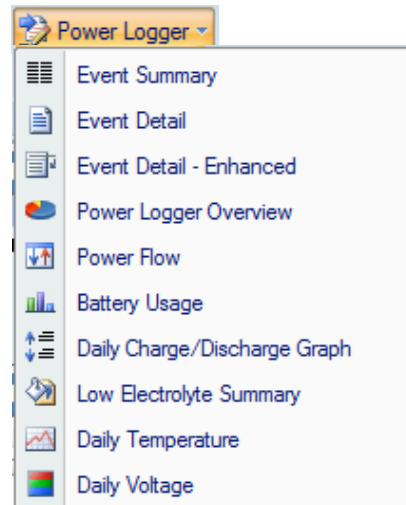 Power Logger
Event Summary
Event Detail
Event Detail - Enhanced
Power Logger Overview
Power Flow
Battery Usage
Daily Charge/Discharge Graph
Low Electrolyte Summary
Daily Temperature
Daily Voltage